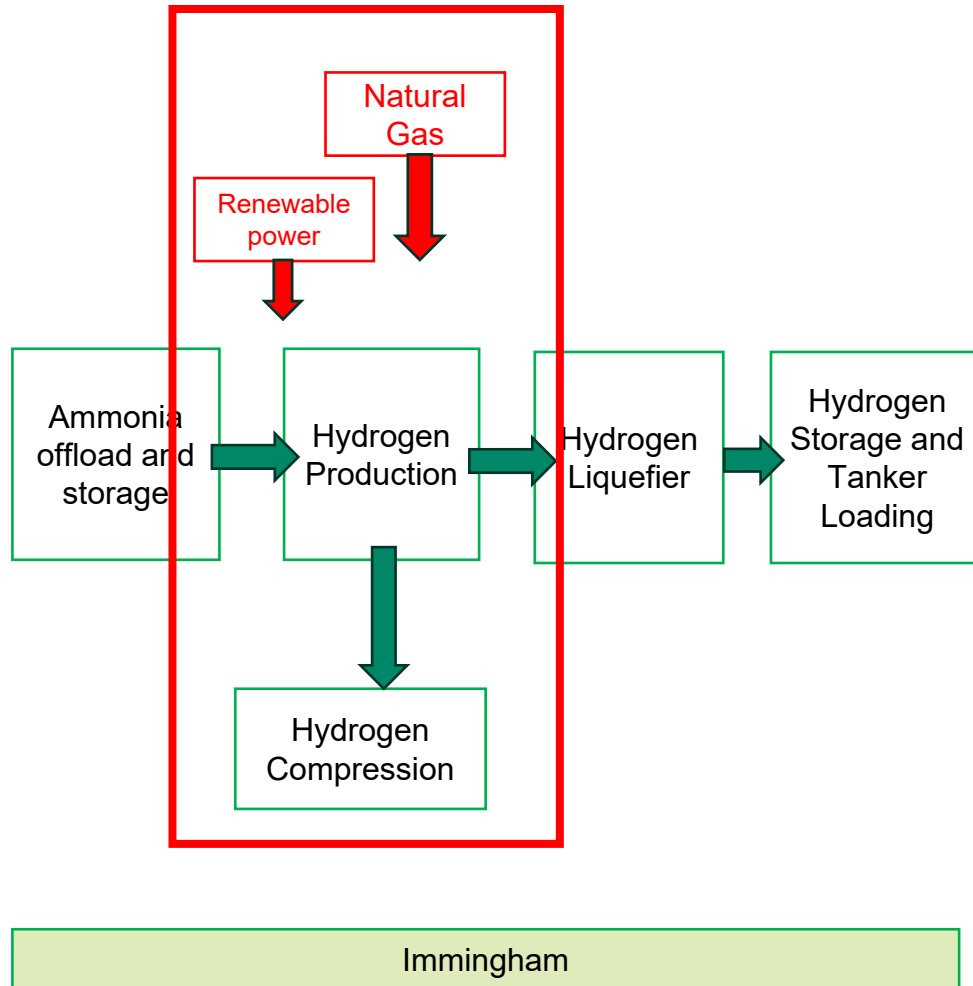 Natural
Gas
Renewable
power
Ammonia
offload and
storage
Hydrogen
Production
Hydrogen
Liquefier
Hydrogen
Storage and
Tanker
Loading
Hydrogen
Compression
Immingham